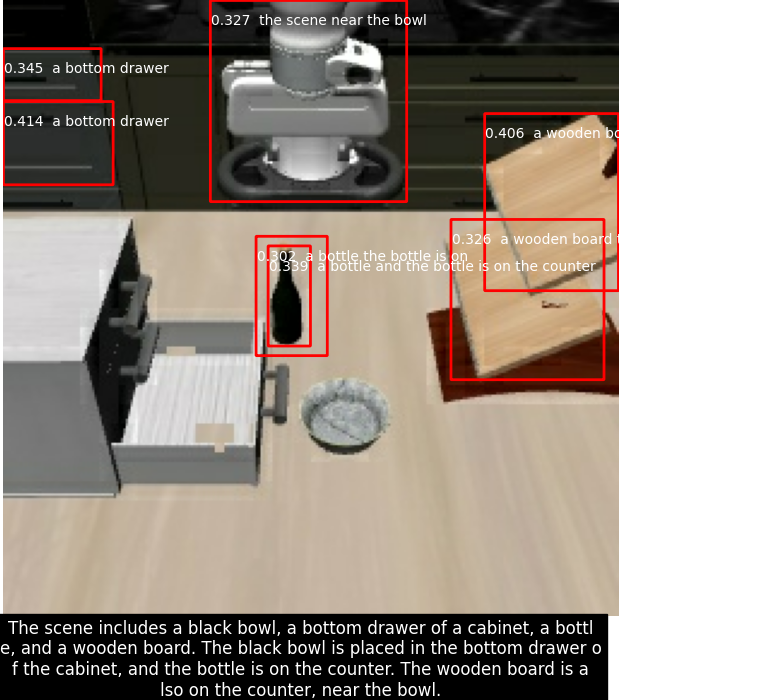 0.327 the scene near the bowl
0.345 a bottom drawer
0.414 a bottom drawer
0.406 a wooden bo
0.326 a wooden board t
0.302 a bottle the bottle is on
0.339 a bottle and the bottle is on the counter
The scene includes a black bowl, a bottom drawer of a cabinet, a bottl
e, and a wooden board. The black bowl is placed in the bottom drawer o
f the cabinet, and the bottle is on the counter. The wooden board is a
lso on the counter, near the bowl.